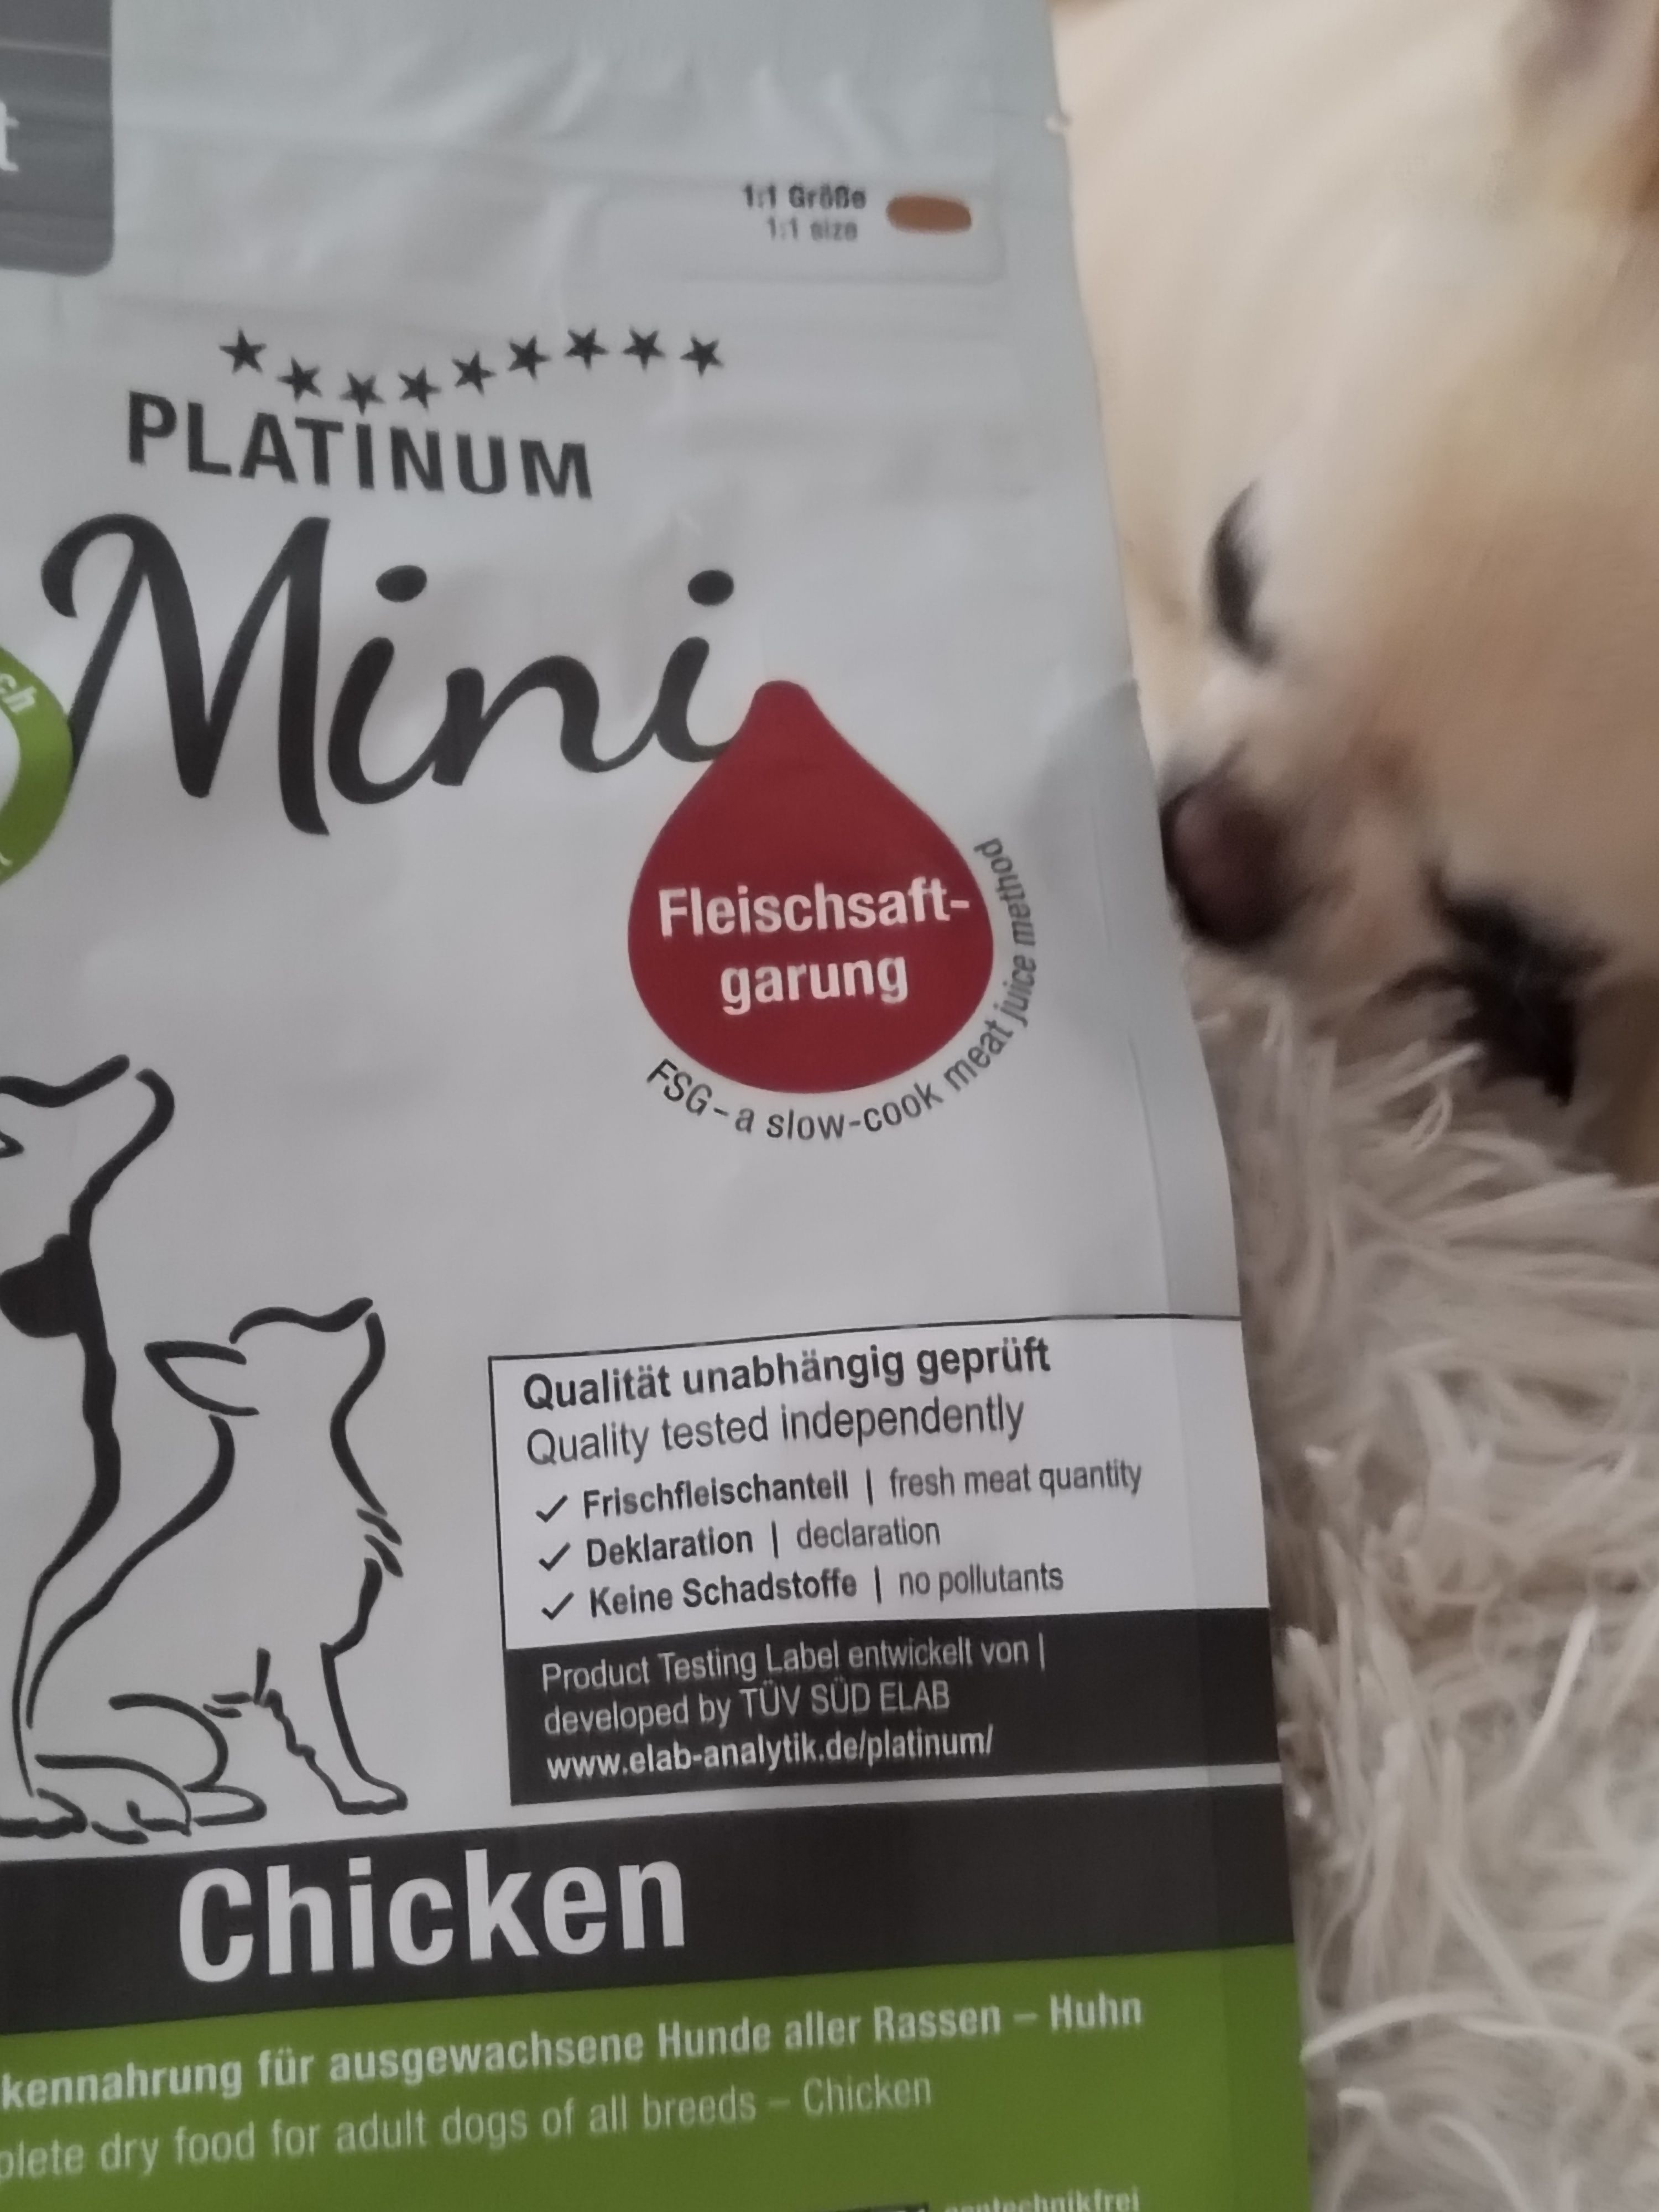 t
1:1 Größe
1:1 size
PLATINUM
Mini
ch
Fleischsaft-
garung
FSG - a slow-cook meat juice method
Qualität unabhängig geprüft
Quality tested independently
Frischfleischanteil | fresh meat quantity
Deklaration | declaration
Keine Schadstoffe | no pollutants
Product Testing Label entwickelt von |
developed by TÜV SÜD ELAB
www.elab-analytik.de/platinum/
Chicken
kennahrung für ausgewachsene Hunde aller Rassen – Huhn
plete dry food for adult dogs of all breeds – Chicken